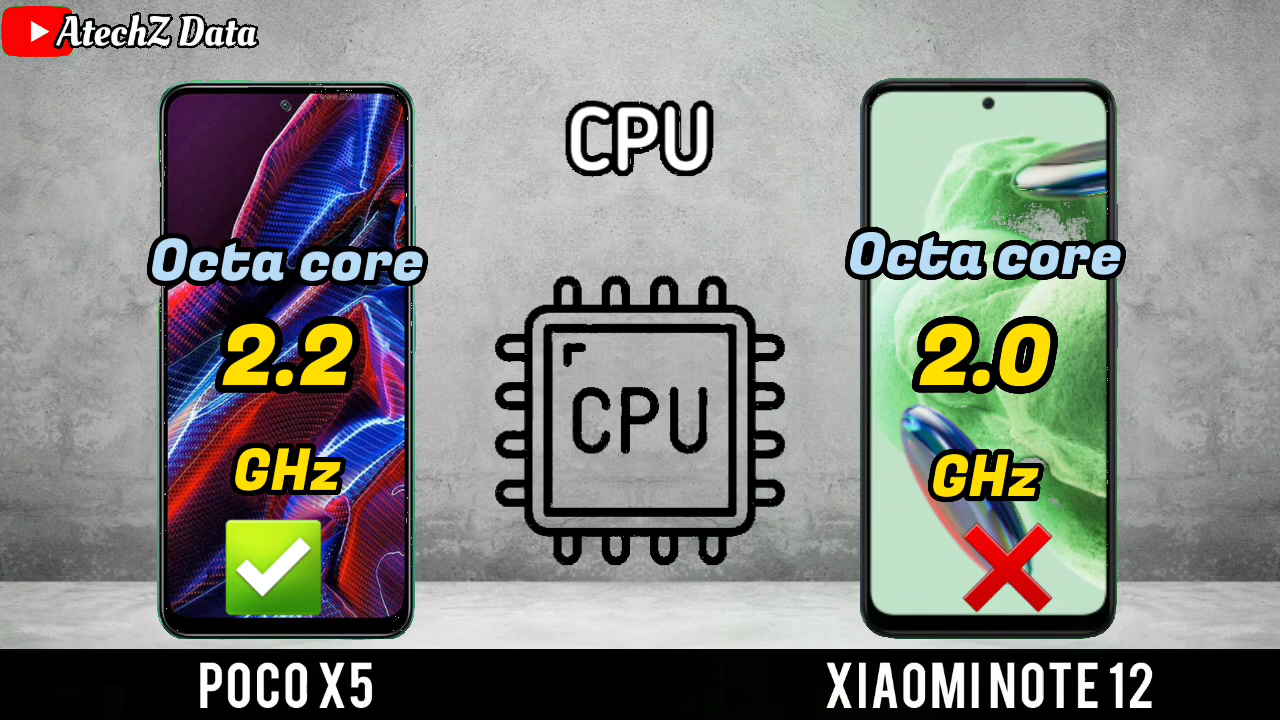 AtechZ Data
CPU
Octa core
2.2
GHz
CPU
Octa core
2.0
GHz
POCO X5
XIAOMI NOTE 12